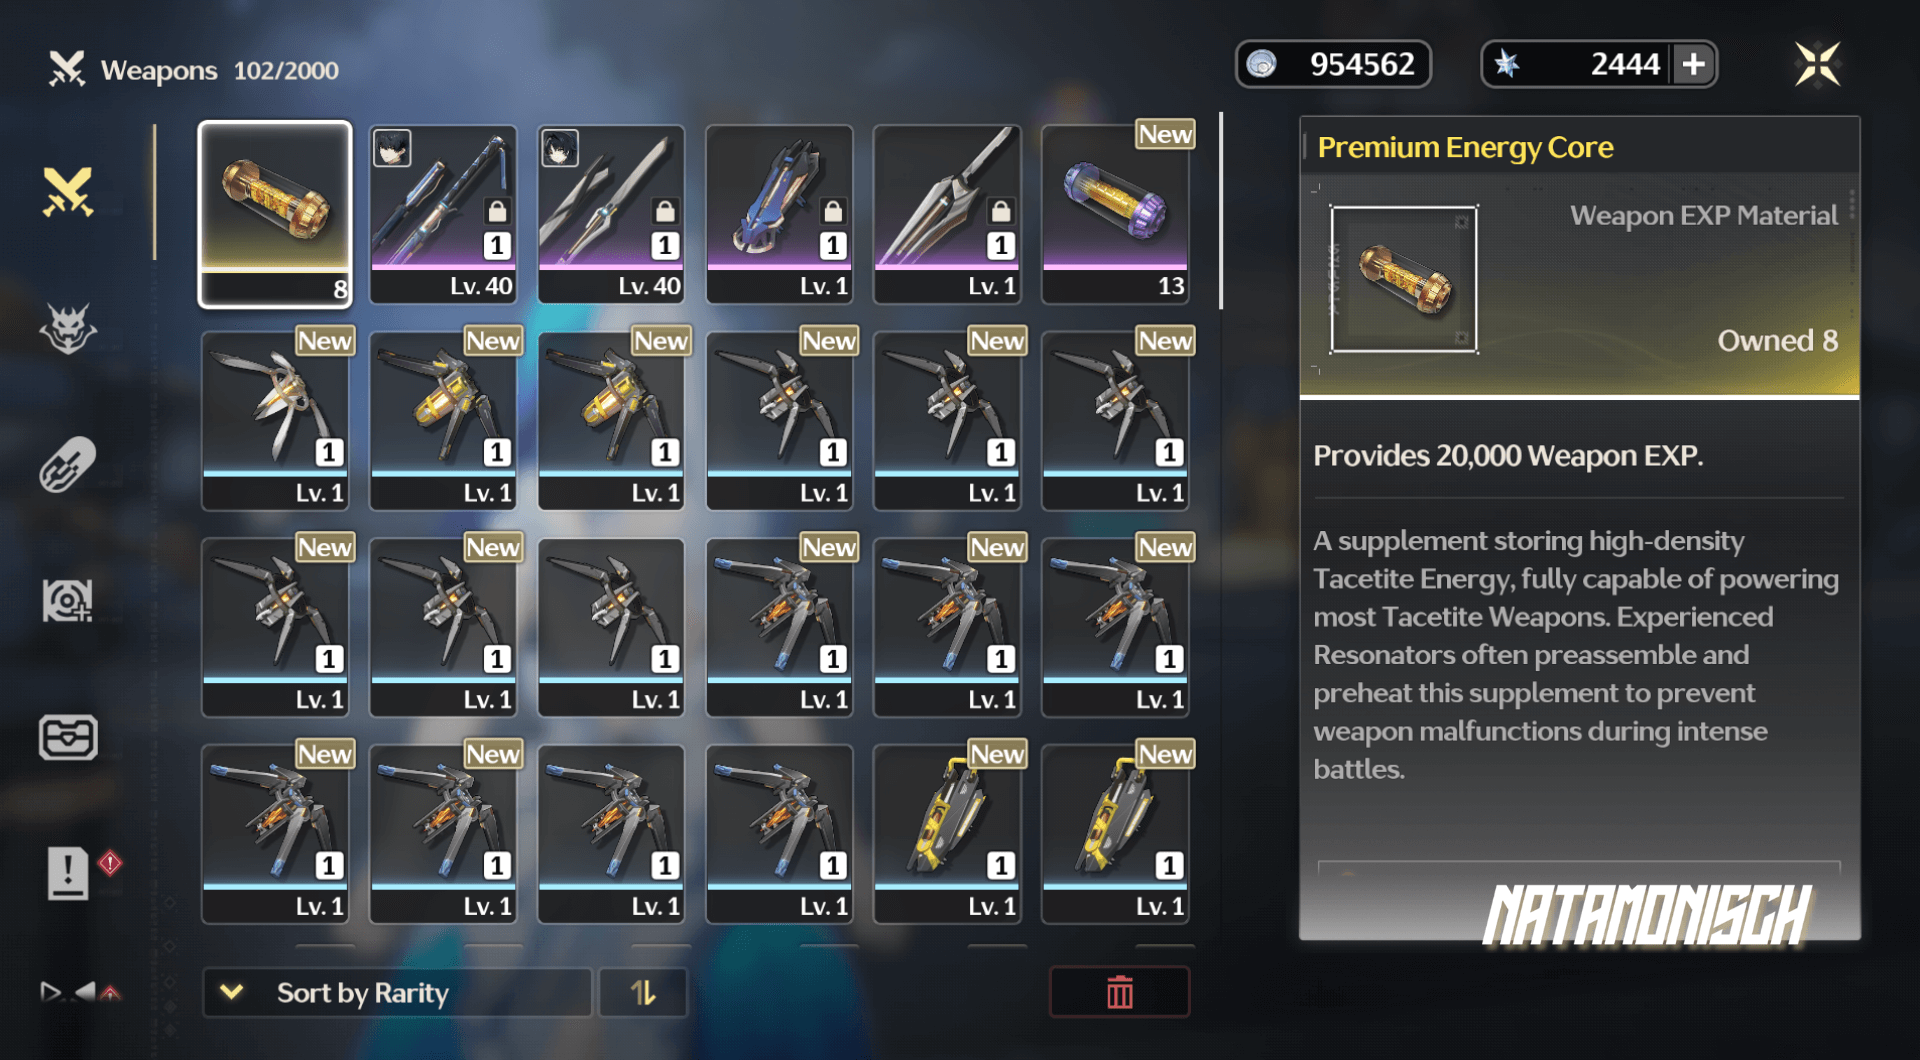 Weapons 102/2000
954562
2444
New
1
1
1
1
8
Lv. 40
Lv. 40
Lv. 1
Lv. 1
13
New
New
New
New
New
New
1
1
1
1
1
1
Lv. 1
Lv. 1
Lv. 1
Lv. 1
Lv. 1
Lv. 1
New
New
New
New
New
1
1
1
1
1
1
Lv. 1
Lv. 1
Lv. 1
Lv. 1
Lv. 1
Lv. 1
New
New
New
New
1
1
1
1
1
1
Lv. 1
Lv. 1
Lv. 1
Lv. 1
Lv. 1
Lv. 1
Sort by Rarity
Premium Energy Core
Weapon EXP Material
Owned 8
Provides 20,000 Weapon EXP.
A supplement storing high-density
Tacetite Energy, fully capable of powering
most Tacetite Weapons. Experienced
Resonators often preassemble and
preheat this supplement to prevent
weapon malfunctions during intense
battles.
NATAMONISCH